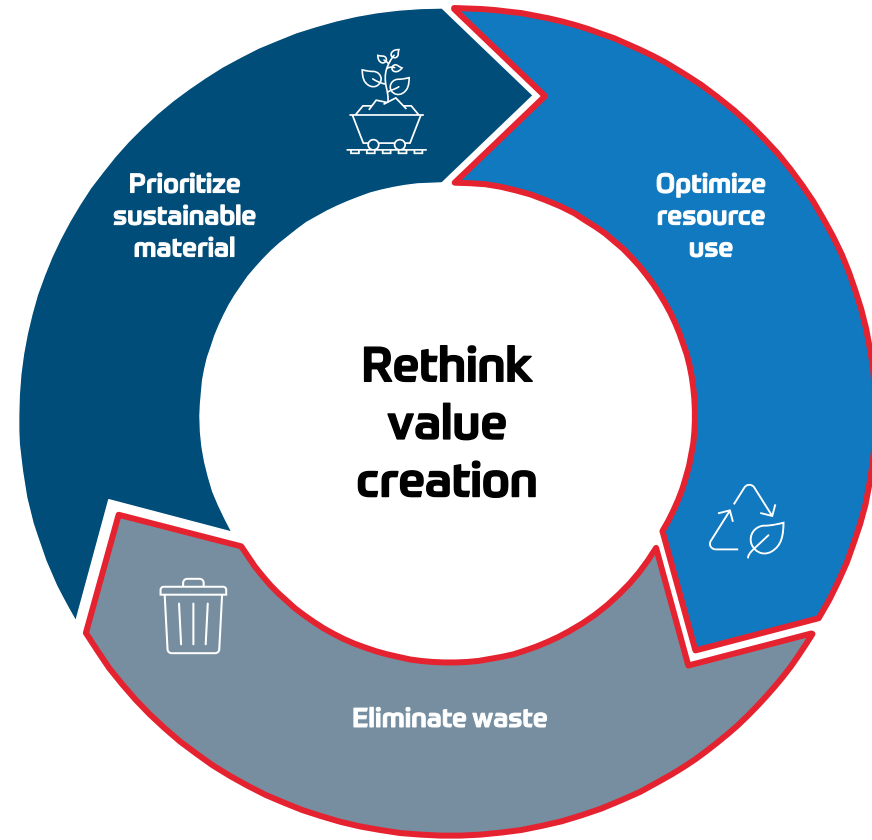 Prioritize
sustainable
material
Optimize
resource
use
Rethink
value
creation
Eliminate waste